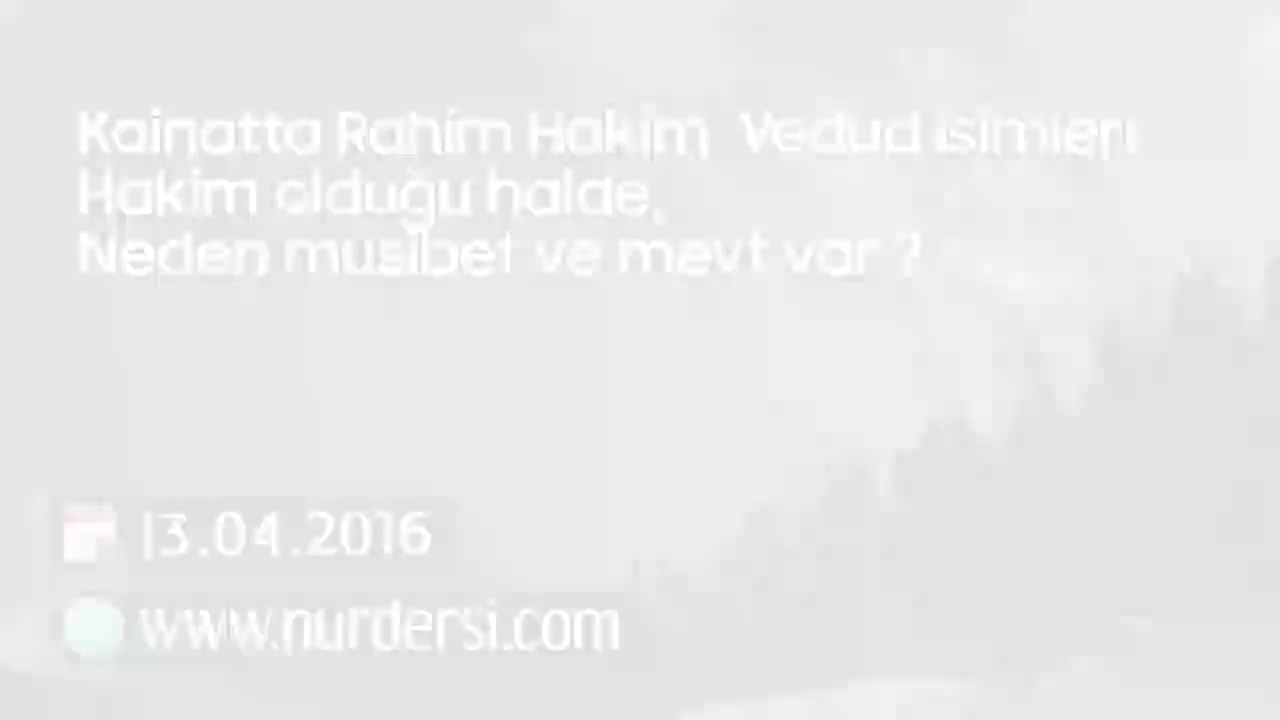 Kainatta Rahim Hakim Vedud isimleri
Hakim olduğu halde,
Neden musibet ve mevt var ?
13.04.2016
www.nurdersi.com